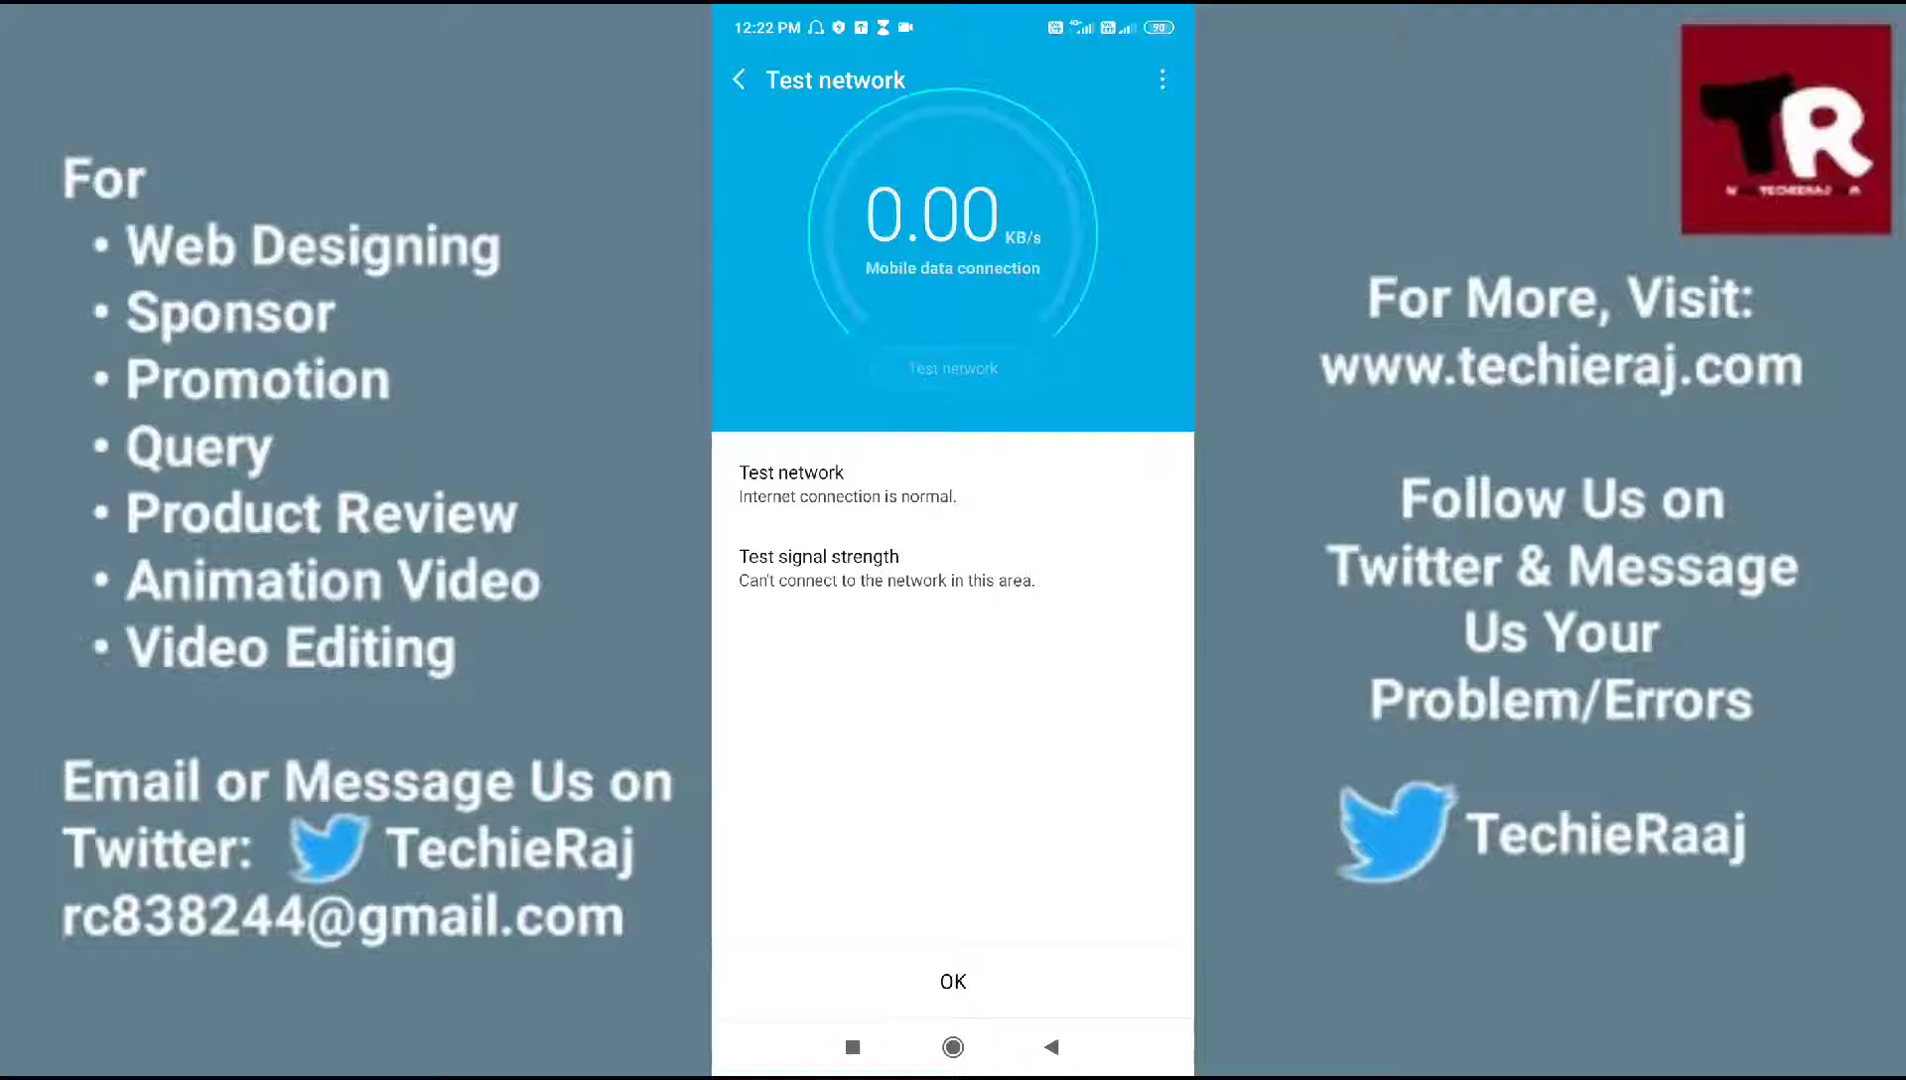 For
• Web Designing
• Sponsor
• Promotion
• Query
• Product Review
• Animation Video
• Video Editing
Email or Message Us on
Twitter: TechieRaj
rc838244@gmail.com
12:22 PM
4G
90
Test network
0.00 KB/s
Mobile data connection
Test network
Test network
Internet connection is normal.
Test signal strength
Can't connect to the network in this area.
OK
TR
For More, Visit:
www.techieraj.com
Follow Us on
Twitter & Message
Us Your
Problem/Errors
TechieRaaj